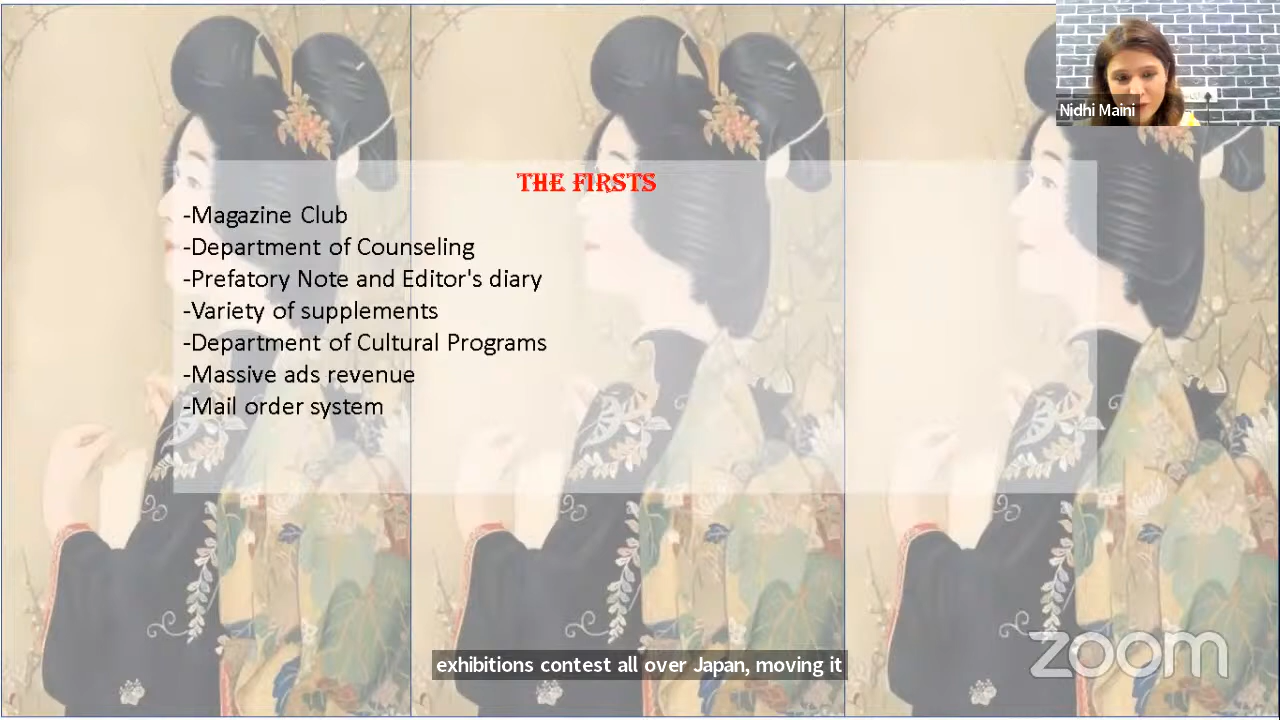 Nidhi Maini
THE FIRSTS
-Magazine Club
-Department of Counseling
-Prefatory Note and Editor's diary
-Variety of supplements
-Department of Cultural Programs
-Massive ads revenue
-Mail order system
exhibitions contest all over Japan, moving it
zoom